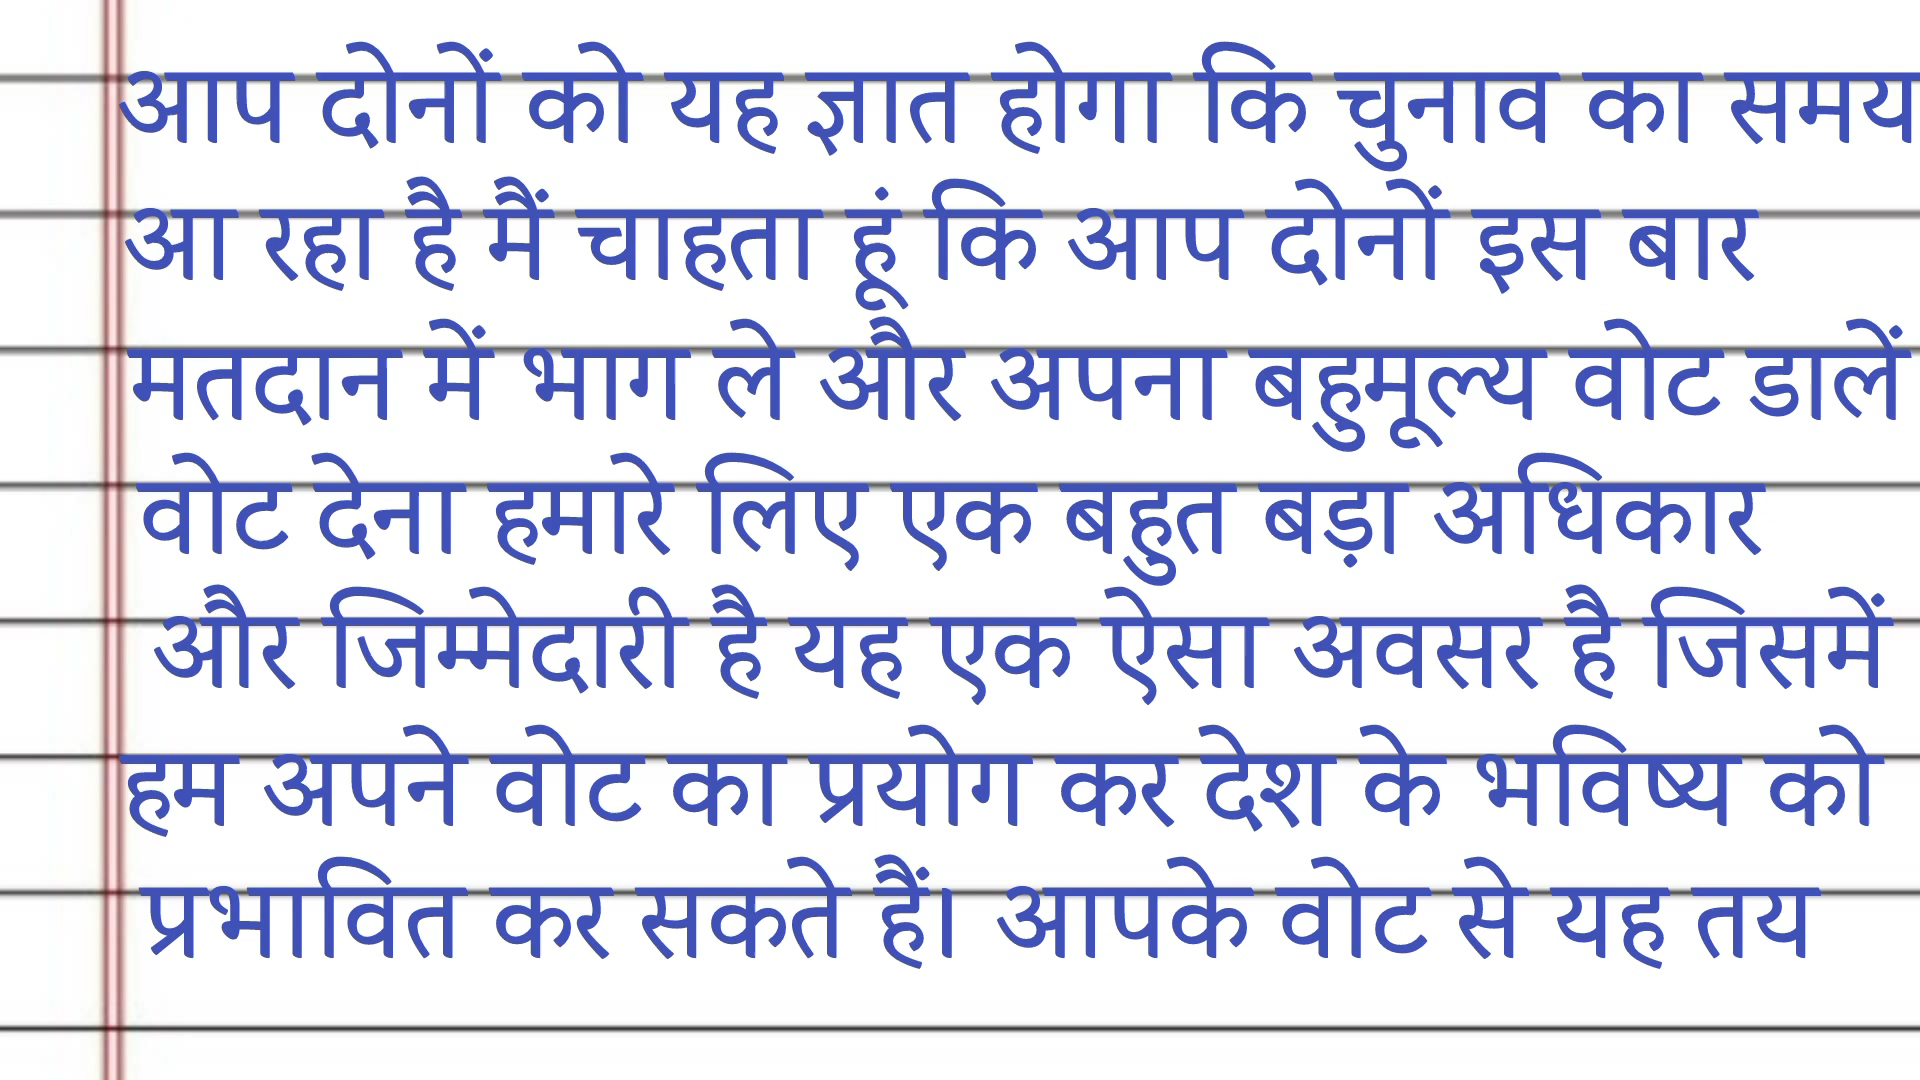 आप दोनों को यह ज्ञात होगा कि चुनाव का समय
आ रहा है मैं चाहता हूं कि आप दोनों इस बार
मतदान में भाग ले और अपना बहुमूल्य वोट डालें
वोट देना हमारे लिए एक बहुत बड़ा अधिकार
और जिम्मेदारी है यह एक ऐसा अवसर है जिसमें
हम अपने वोट का प्रयोग कर देश के भविष्य को
प्रभावित कर सकते हैं। आपके वोट से यह तय